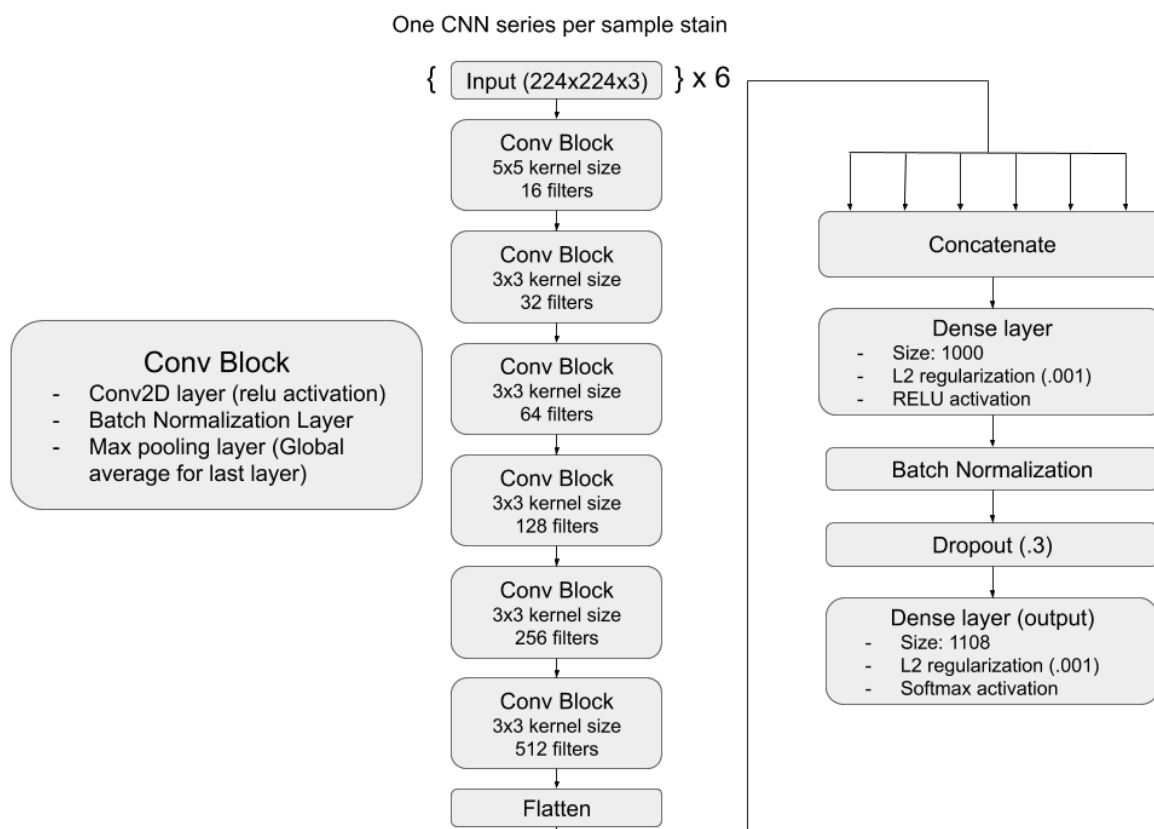 One CNN series per sample stain
{ Input (224x224x3) } x 6
Conv Block
5x5 kernel size
16 filters
Conv Block
3x3 kernel size
32 filters
Conv Block
3x3 kernel size
64 filters
Conv Block
3x3 kernel size
128 filters
Conv Block
3x3 kernel size
256 filters
Conv Block
3x3 kernel size
512 filters
Flatten
Conv Block
- Conv2D layer (relu activation)
- Batch Normalization Layer
- Max pooling layer (Global
average for last layer)
Concatenate
Dense layer
- Size: 1000
- L2 regularization (.001)
- RELU activation
Batch Normalization
Dropout (.3)
Dense layer (output)
- Size: 1108
- L2 regularization (.001)
- Softmax activation